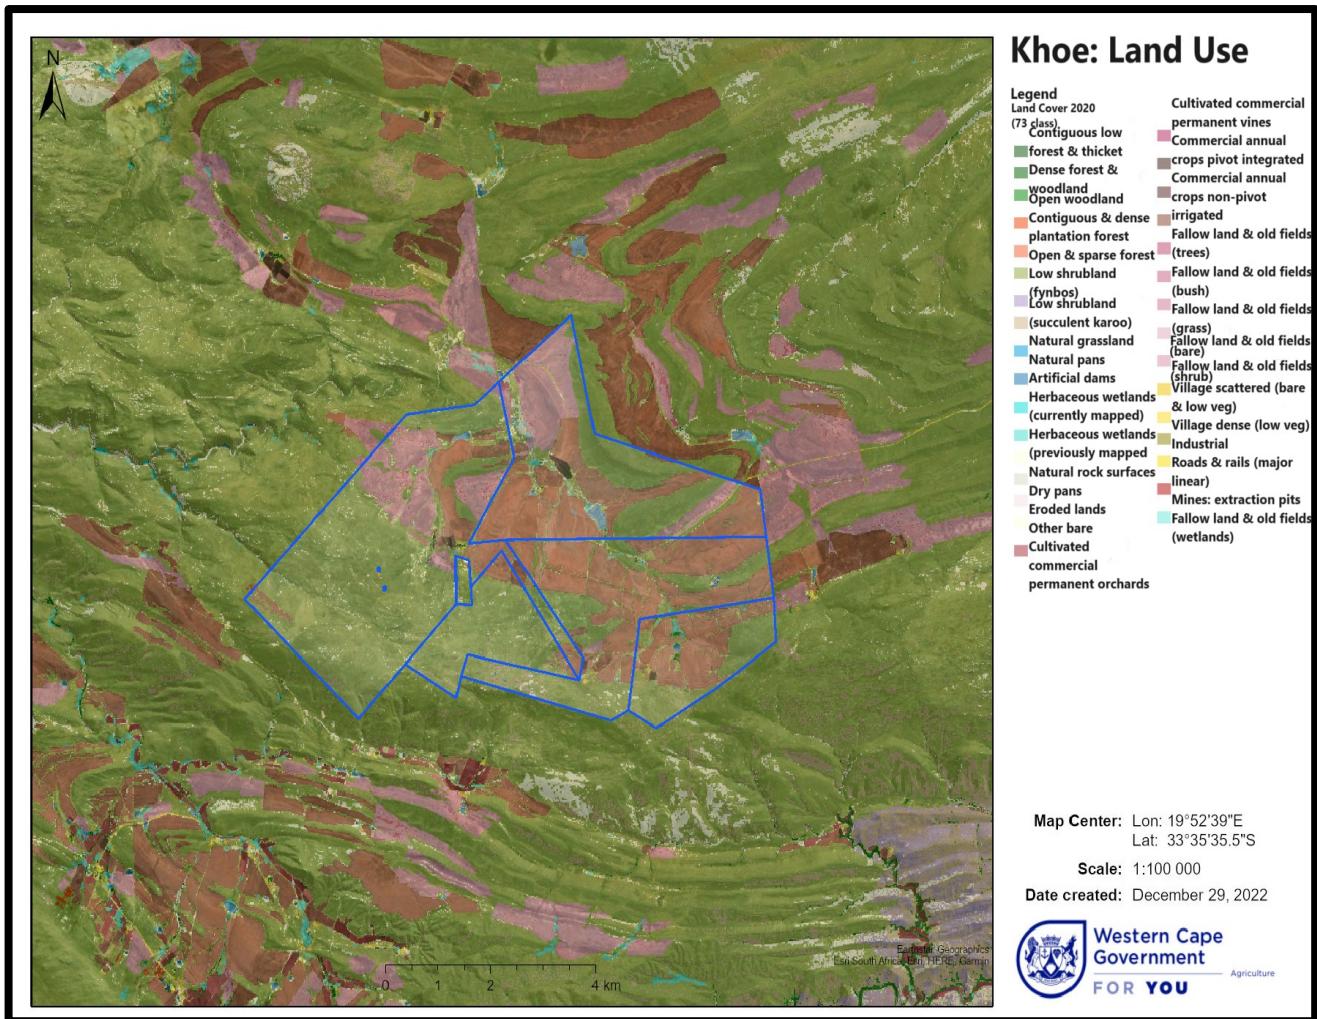 Khoe: Land Use
N
Legend
Land Cover 2020
(73 class)
Contiguous low
forest & thicket
Dense forest &
woodland
Open woodland
Contiguous & dense
plantation forest
Open & sparse forest
Low shrubland
(fynbos)
Low shrubland
(succulent karoo)
Natural grassland
Natural pans
Artificial dams
Herbaceous wetlands
(currently mapped)
Herbaceous wetlands
(previously mapped
Natural rock surfaces
Dry pans
Eroded lands
Other bare
Cultivated
commercial
permanent orchards
Cultivated commercial
permanent vines
Commercial annual
crops pivot integrated
Commercial annual
crops non-pivot
irrigated
Fallow land & old fields
(trees)
Fallow land & old fields
(bush)
Fallow land & old fields
(grass)
Fallow land & old fields
(bare)
Fallow land & old fields
(shrub)
Village scattered (bare
& low veg)
Village dense (low veg)
Industrial
Roads & rails (major
linear)
Mines: extraction pits
Fallow land & old fields
(wetlands)
Map Center: Lon: 19°52'39"E
Lat: 33°35'35.5"S
Scale: 1:100 000
Date created: December 29, 2022
Western Cape
Government
Agriculture
FOR YOU
Earthstar Geographics
Esri South Africa, Esri, HERE, Garmin
0 1 2 4 km